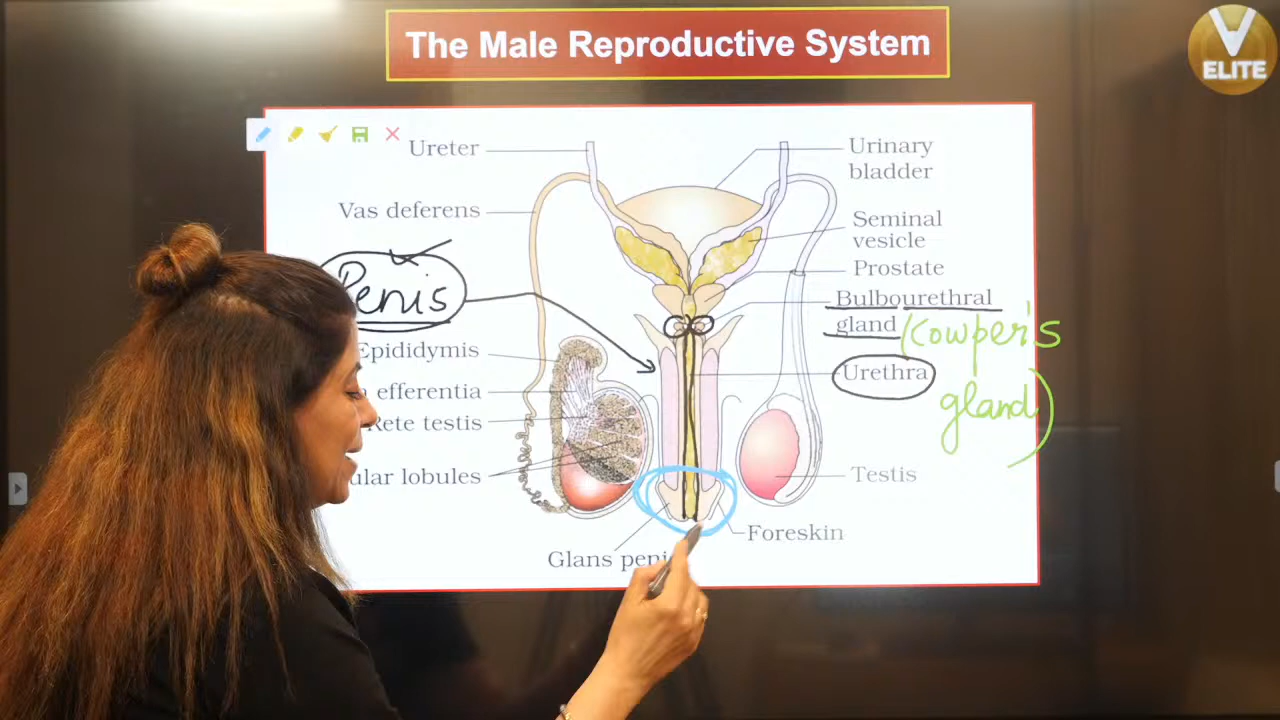 The Male Reproductive System
V
ELITE
Ureter
Urinary
bladder
Vas deferens
Seminal
vesicle
Penis
Prostate
Bulbourethral
gland (Cowper's
gland)
Epididymis
Urethra
efferentia
Rete testis
lobules
Testis
Foreskin
Glans